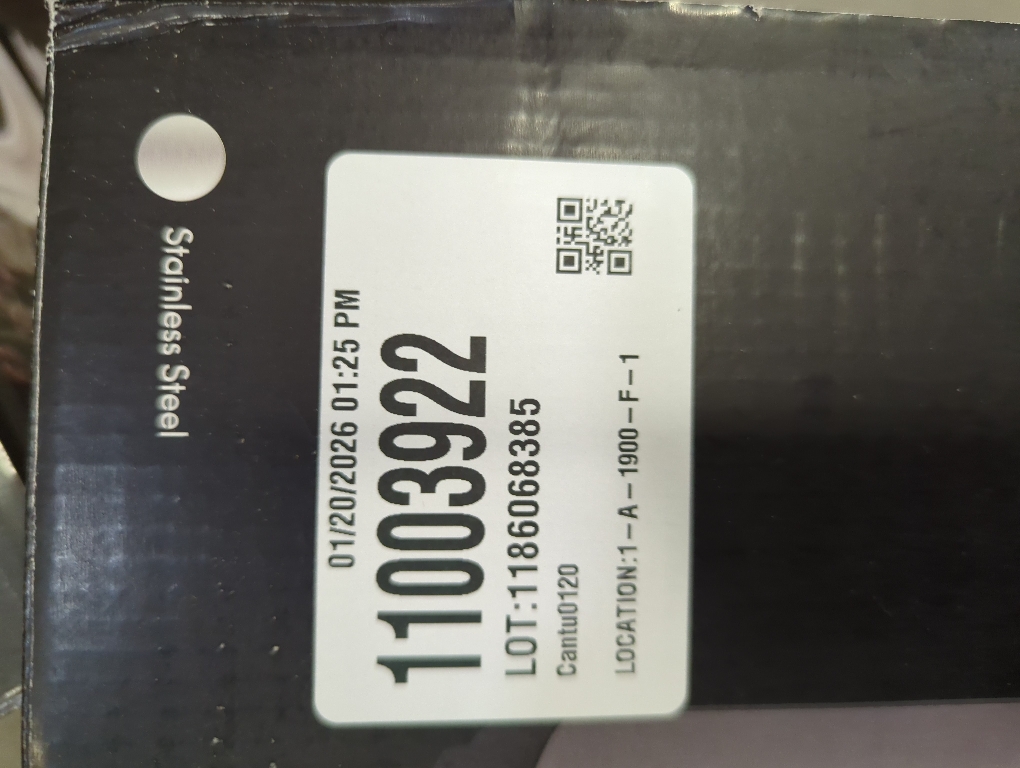 Stainless Steel
01/20/2026 01:25 PM
11003922
LOT:1186068385
Cantu0120
LOCATION:1-A-1900-F-1